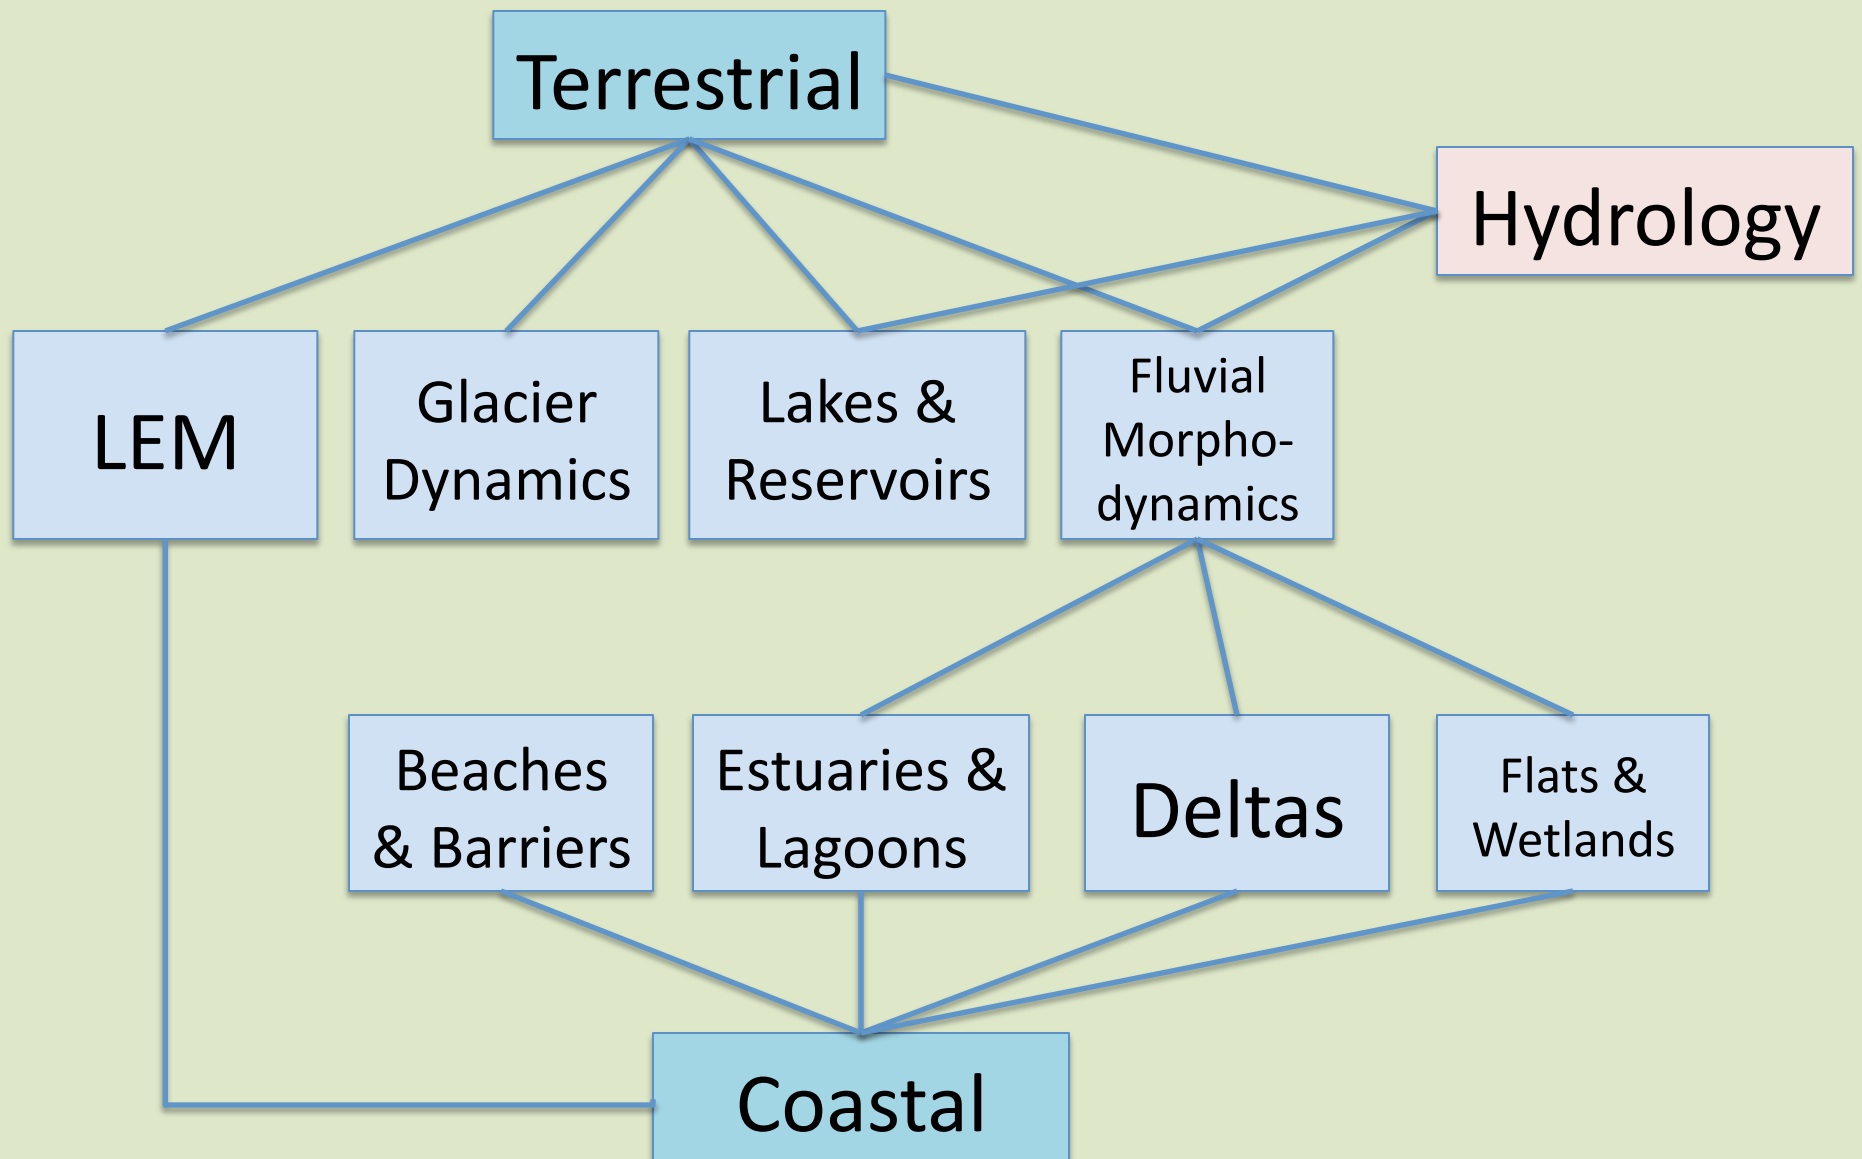 Terrestrial
Hydrology
LEM
Glacier
Dynamics
Lakes &
Reservoirs
Fluvial
Morpho-
dynamics
Beaches
& Barriers
Estuaries &
Lagoons
Deltas
Flats &
Wetlands
Coastal